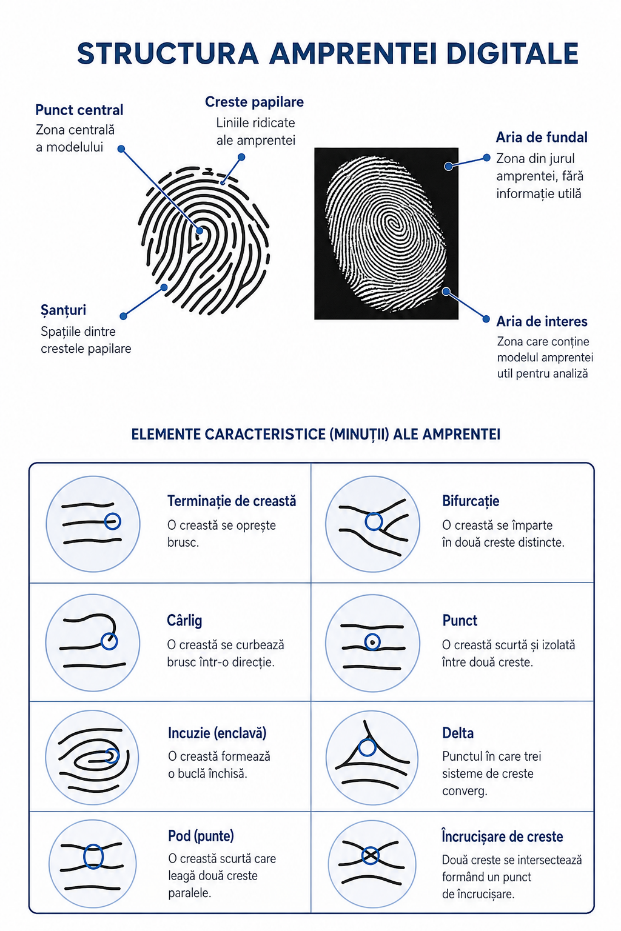 STRUCTURA AMPRENTEI DIGITALE
Punct central
Zona centrală
a modelului
Creste papilare
Liniile ridicate
ale amprentei
Aria de fundal
Zona din jurul
amprentei, fără
informație utilă
Șanțuri
Spațiile dintre
crestele papilare
Aria de interes
Zona care conține
modelul amprentei
util pentru analiză
ELEMENTE CARACTERISTICE (MINUȚII) ALE AMPRENTEI
Terminație de creastă
O creastă se oprește
brusc.
Bifurcație
O creastă se împarte
în două creste distincte.
Cârlig
O creastă se curbează
brusc într-o direcție.
Punct
O creastă scurtă și izolată
între două creste.
Incuzie (enclavă)
O creastă formează
o buclă închisă.
Delta
Punctul în care trei
sisteme de creste
converg.
Pod (punte)
O creastă scurtă care
leagă două creste
paralele.
Încrucișare de creste
Două creste se intersectează
formând un punct
de încrucișare.